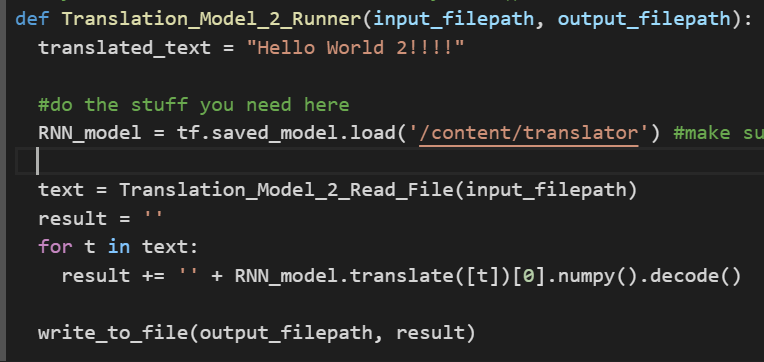 def Translation_Model_2_Runner(input_filepath, output_filepath):
  translated_text = "Hello World 2!!!!"
  #do the stuff you need here
  RNN_model = tf.saved_model.load('/content/translator') #make su
  text = Translation_Model_2_Read_File(input_filepath)
  result = ''
  for t in text:
    result += '' + RNN_model.translate([t])[0].numpy().decode()
  write_to_file(output_filepath, result)